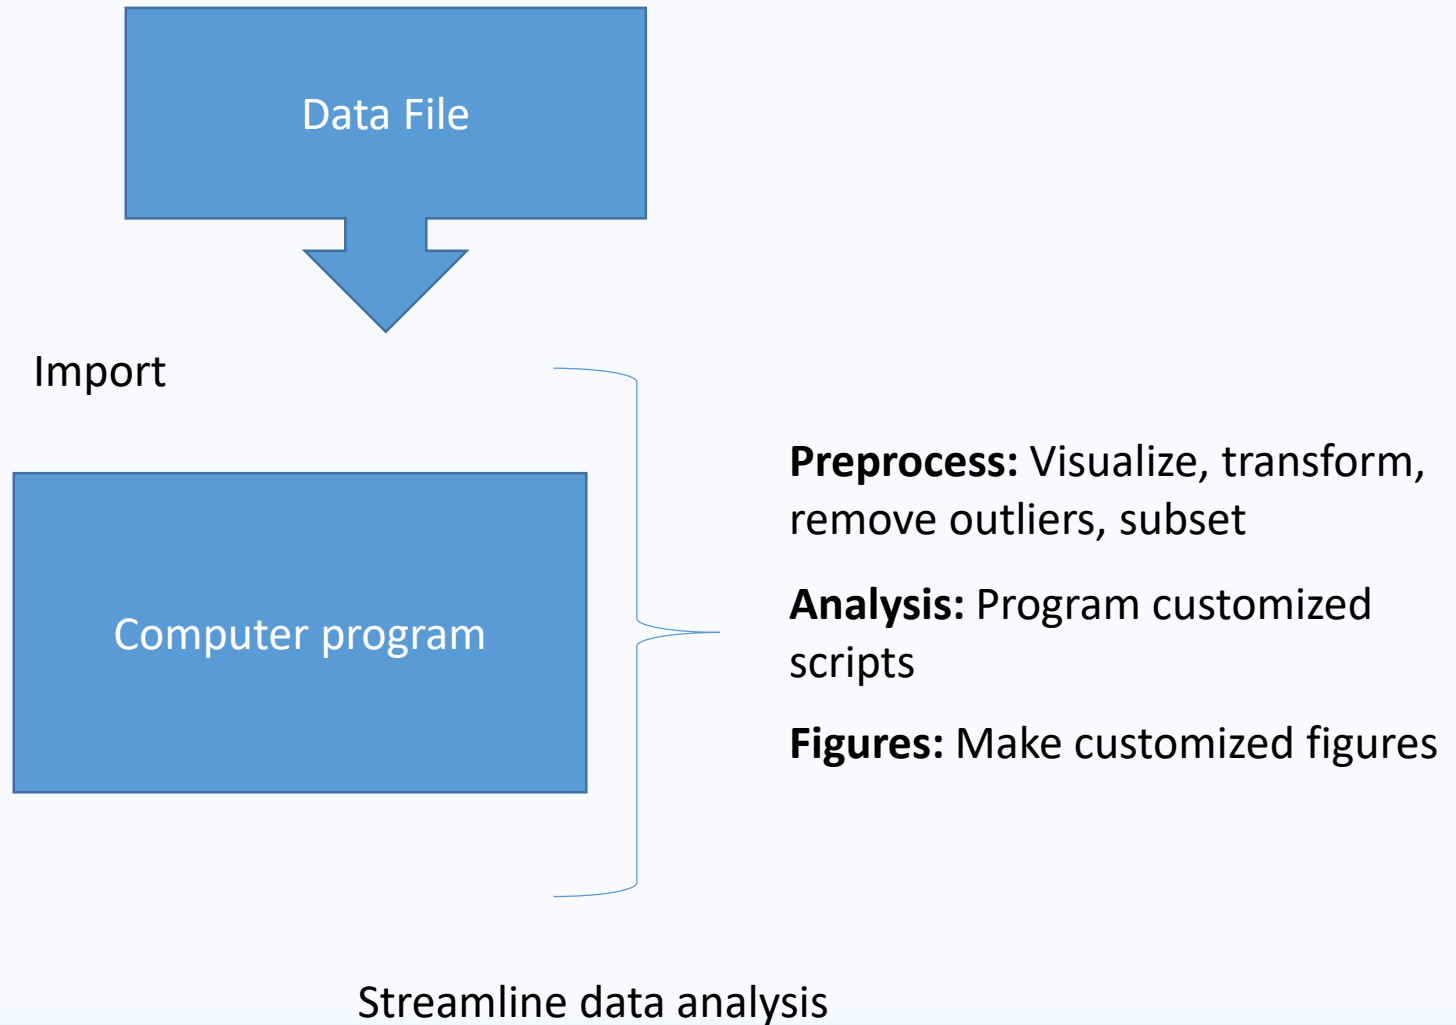 Data File
Import
Computer program
Preprocess: Visualize, transform,
remove outliers, subset
Analysis: Program customized
scripts
Figures: Make customized figures
Streamline data analysis